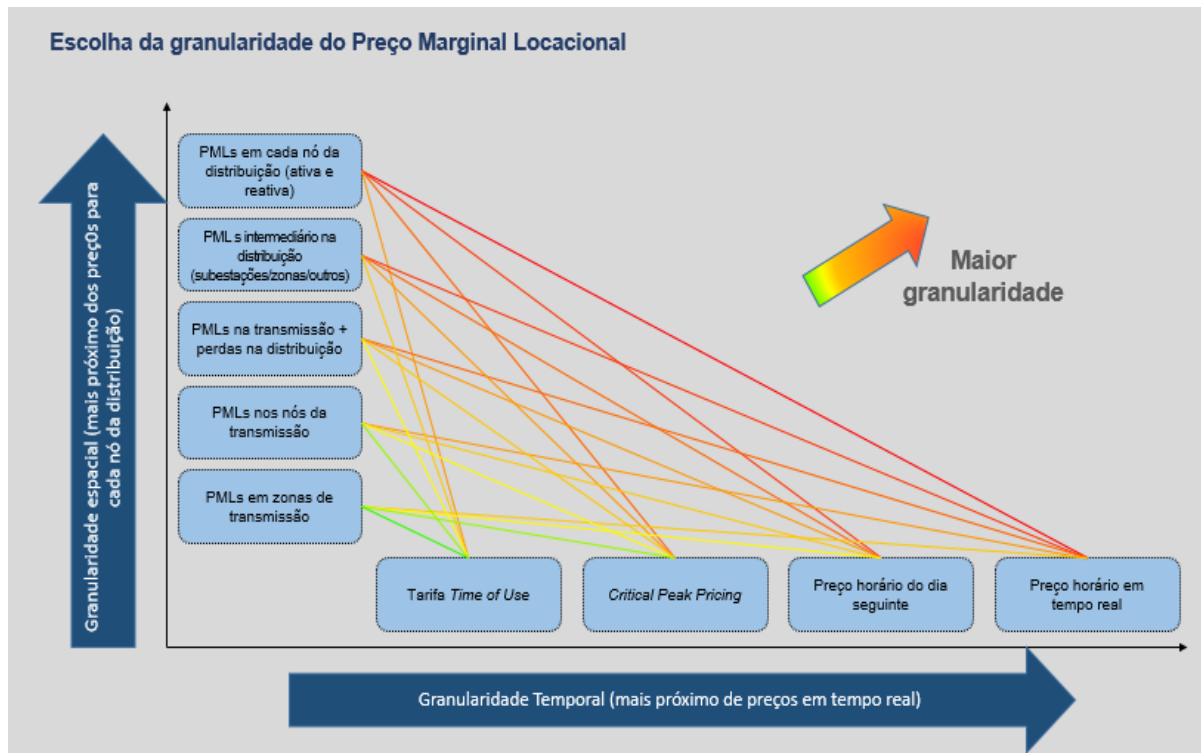 Escolha da granularidade do Preço Marginal Locacional
Granularidade espacial (mais próximo dos preços para
cada nó da distribuição)
PMLs em cada nó da
distribuição (ativa e
reativa)
PML s intermediário na
distribuição
(subestações/zonas/outros)
PMLs na transmissão +
perdas na distribuição
PMLs nos nós da
transmissão
PMLs em zonas de
transmissão
Maior
granularidade
Tarifa Time of Use
Critical Peak Pricing
Preço horário do dia
seguinte
Preço horário em
tempo real
Granularidade Temporal (mais próximo de preços em tempo real)